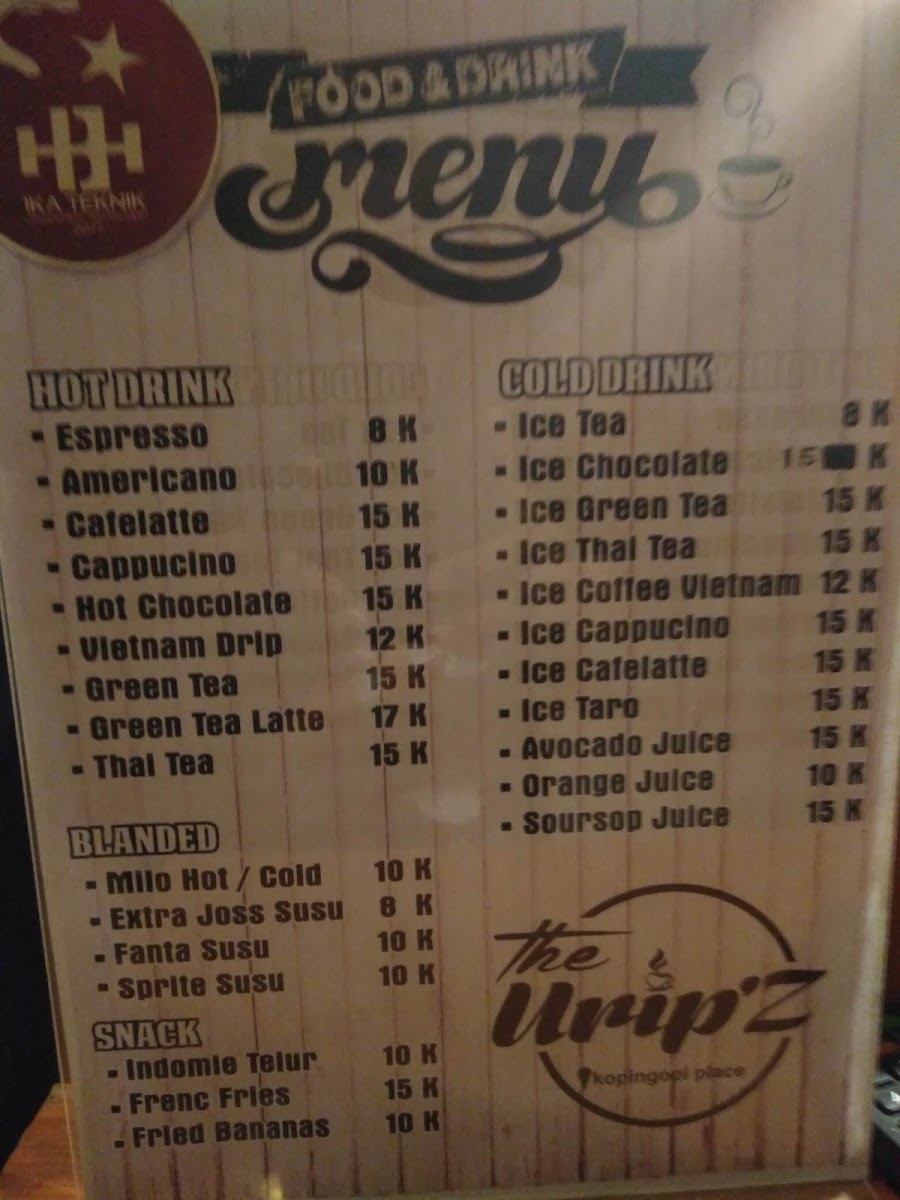 IKA TEKNIK
FOOD & DRINK
menu
HOT DRINK
- Espresso 8 K
- Americano 10 K
- Cafelatte 15 K
- Cappucino 15 K
- Hot Chocolate 15 K
- Vietnam Drip 12 K
- Green Tea 15 K
- Green Tea Latte 17 K
- Thai Tea 15 K
BLANDED
- Milo Hot / Cold 10 K
- Extra Joss Susu 8 K
- Fanta Susu 10 K
- Sprite Susu 10 K
SNACK
- Indomie Telur 10 K
- Frenc Fries 15 K
- Fried Bananas 10 K
COLD DRINK
- Ice Tea 8 K
- Ice Chocolate 15 K
- Ice Green Tea 15 K
- Ice Thai Tea 15 K
- Ice Coffee Vietnam 12 K
- Ice Cappucino 15 K
- Ice Cafelatte 15 K
- Ice Taro 15 K
- Avocado Juice 15 K
- Orange Juice 10 K
- Soursop Juice 15 K
The
Urip'Z
kopingopi place